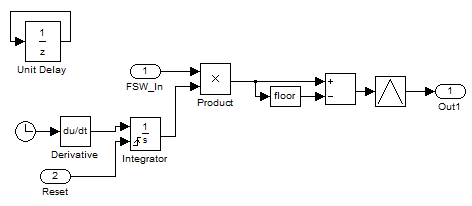 1
z
Unit Delay
1
FSW_In
×
Product
floor
+
−
1
Out1
du/dt
Derivative
1
s
Integrator
2
Reset